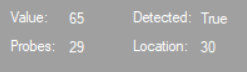 Value: 65 Detected: True
Probes: 29 Location: 30